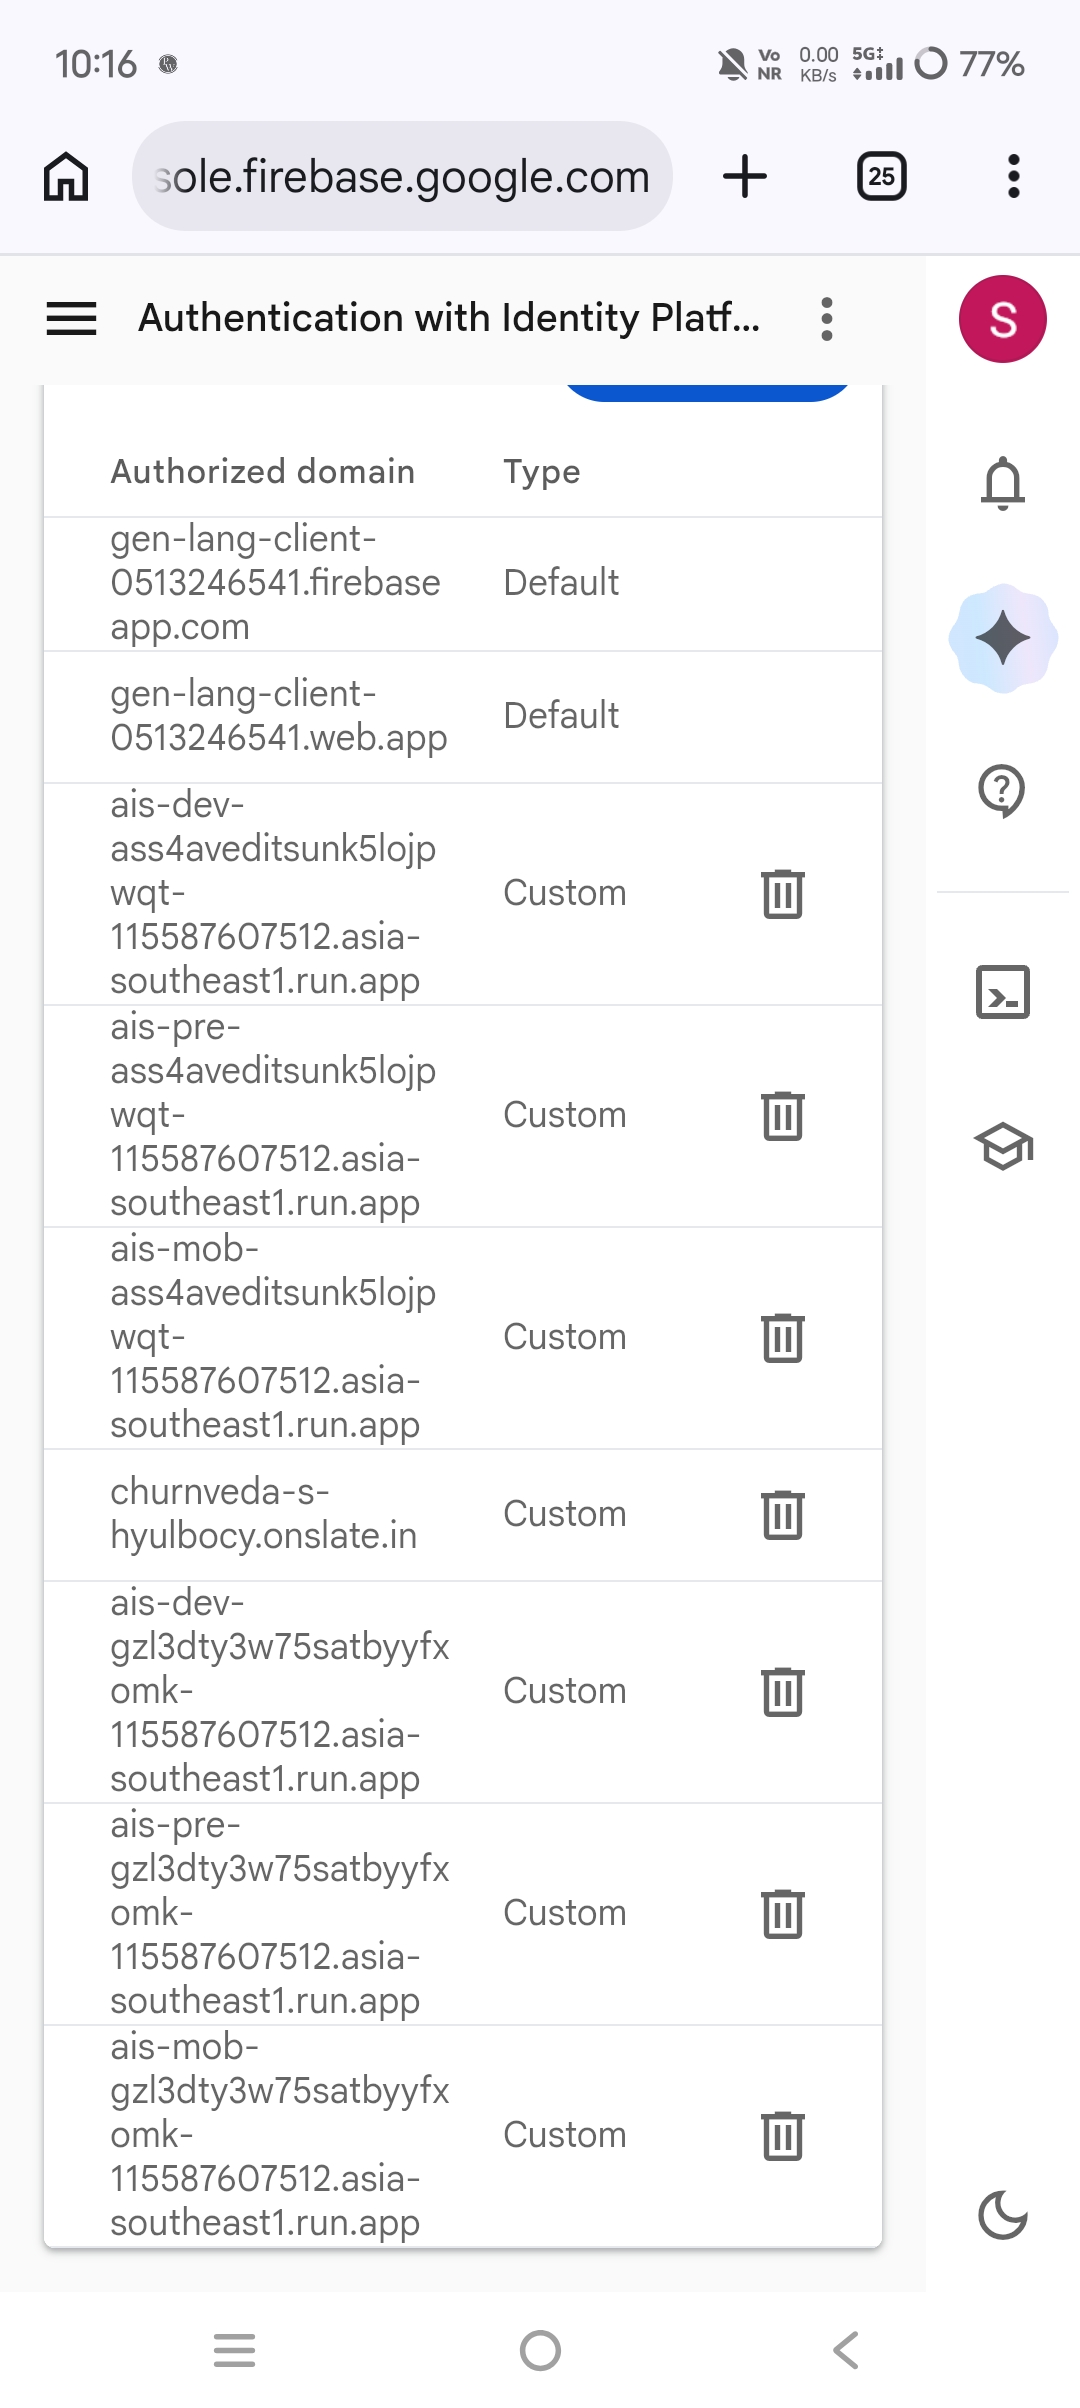 10:16
Vo NR
0.00 KB/s
5G
77%
sole.firebase.google.com
25
Authentication with Identity Platf...
S
Authorized domain
Type
gen-lang-client-
0513246541.firebase
app.com
Default
gen-lang-client-
0513246541.web.app
Default
ais-dev-
ass4aveditsunk5lojp
wqt-
115587607512.asia-
southeast1.run.app
Custom
ais-pre-
ass4aveditsunk5lojp
wqt-
115587607512.asia-
southeast1.run.app
Custom
ais-mob-
ass4aveditsunk5lojp
wqt-
115587607512.asia-
southeast1.run.app
Custom
churnveda-s-
hyulbocy.onslate.in
Custom
ais-dev-
gzl3dty3w75satbyyfx
omk-
115587607512.asia-
southeast1.run.app
Custom
ais-pre-
gzl3dty3w75satbyyfx
omk-
115587607512.asia-
southeast1.run.app
Custom
ais-mob-
gzl3dty3w75satbyyfx
omk-
115587607512.asia-
southeast1.run.app
Custom